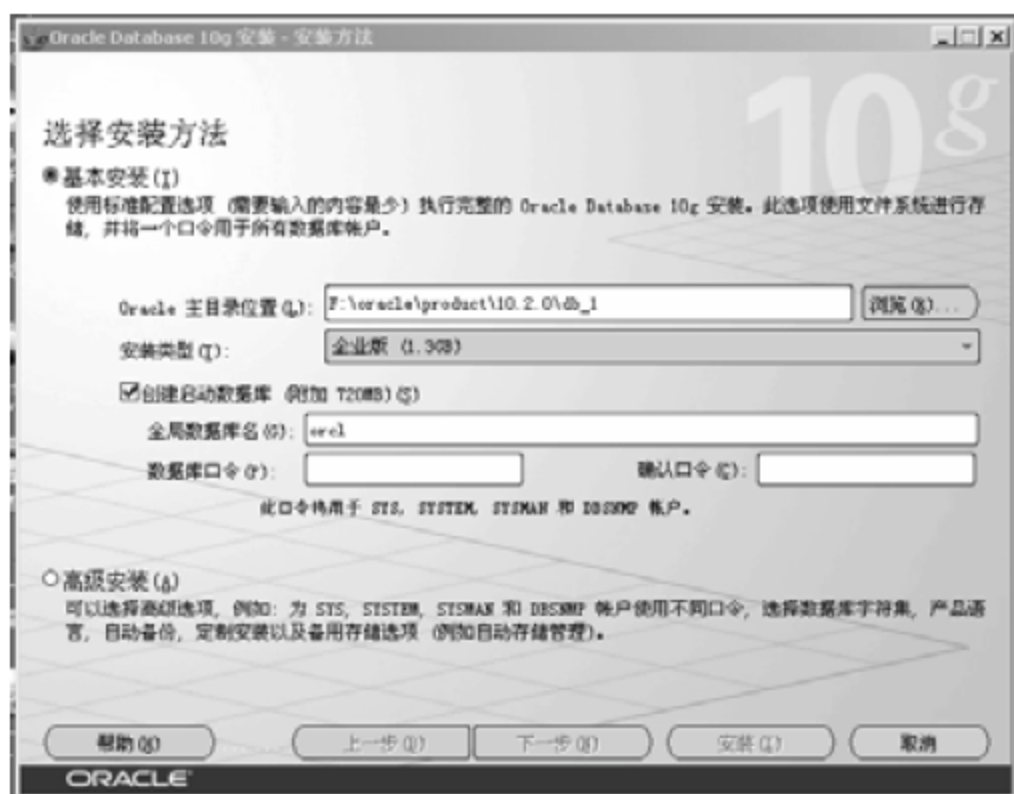 Oracle Database 10g 安装 - 安装方法
10g
选择安装方法
基本安装(I)
使用标准配置选项 (需要输入的内容最少) 执行完整的 Oracle Database 10g 安装。此选项使用文件系统进行存
储, 并将一个口令用于所有数据库帐户。
Oracle 主目录位置(L): F:\oracle\product\10.2.0\db_1 浏览(R)...
安装类型(T): 企业版 (1.3GB)
创建启动数据库 (附加 720MB)(S)
全局数据库名(G): orcl
数据库口令(P): 确认口令(C):
此口令将用于 SYS, SYSTEM, SYSMAN 和 DBSNMP 帐户。
高级安装(A)
可以选择高级选项, 例如: 为 SYS, SYSTEM, SYSMAN 和 DBSNMP 帐户使用不同口令, 选择数据库字符集, 产品语
言, 自动备份, 定制安装以及备用存储选项 (例如自动存储管理)。
帮助(H) 上一步(B) 下一步(N) 安装(I) 取消
ORACLE